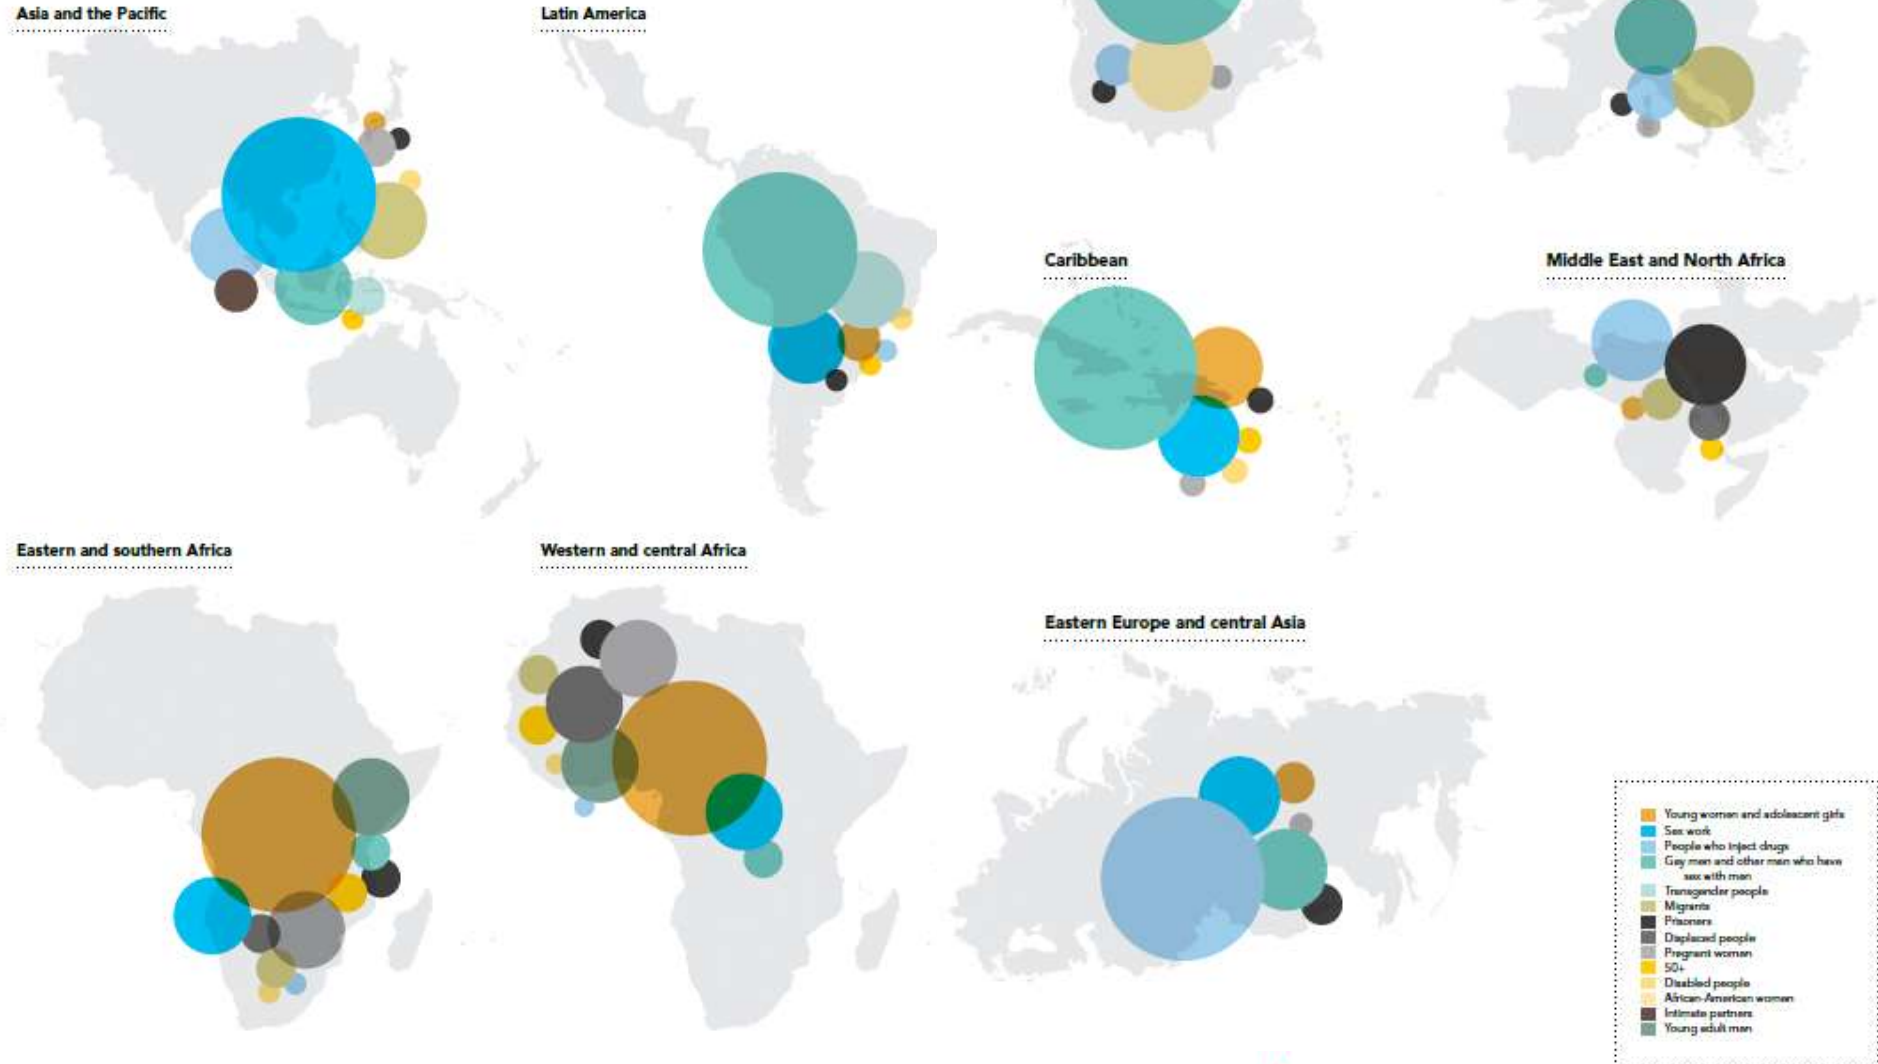 Asia and the Pacific
Latin America
Caribbean
Middle East and North Africa
Eastern and southern Africa
Western and central Africa
Eastern Europe and central Asia
Young women and adolescent girls
Sex work
People who inject drugs
Gay men and other men who have
sex with men
Transgender people
Migrants
Prisoners
Displaced people
Pregnant women
50+
Disabled people
African-American women
Intimate partners
Young adult men